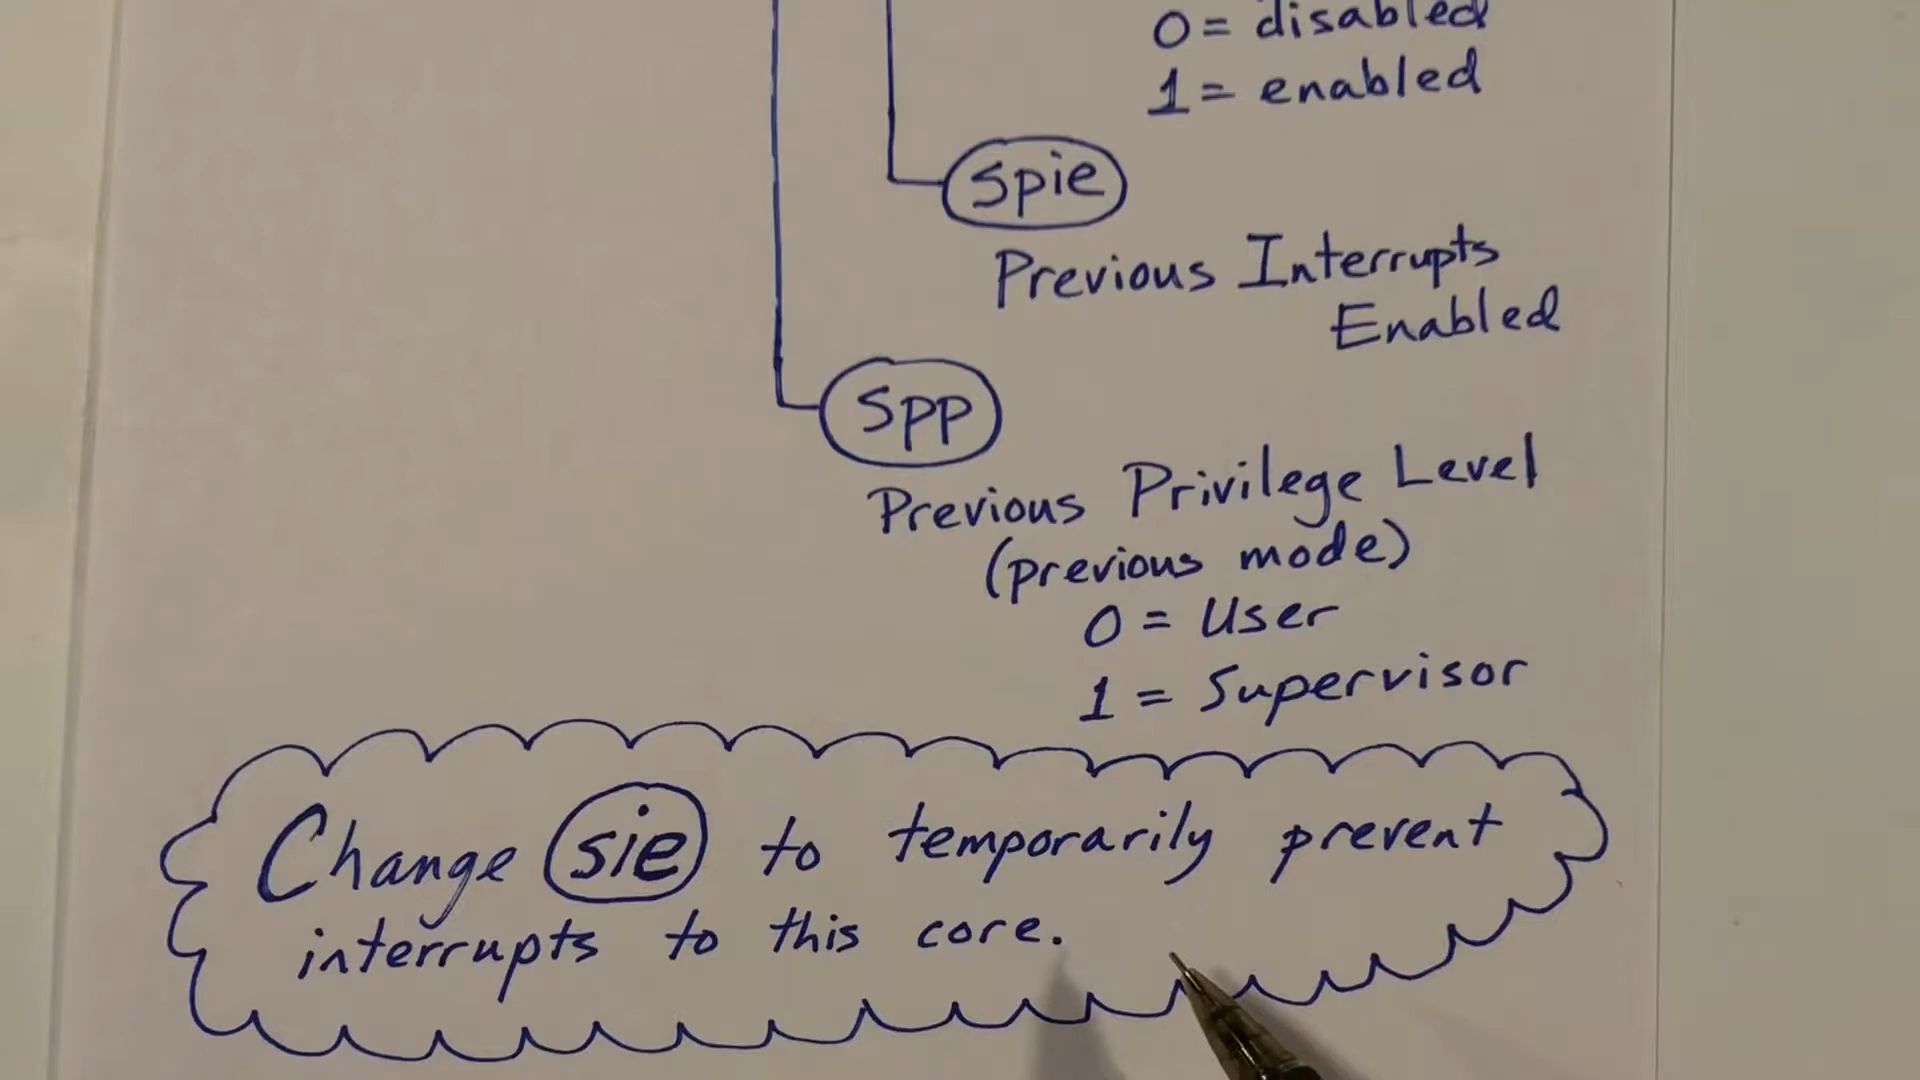 0 = disabled
1 = enabled
spie
Previous Interrupts
Enabled
spp
Previous Privilege Level
(previous mode)
0 = User
1 = Supervisor
Change sie to temporarily prevent
interrupts to this core.